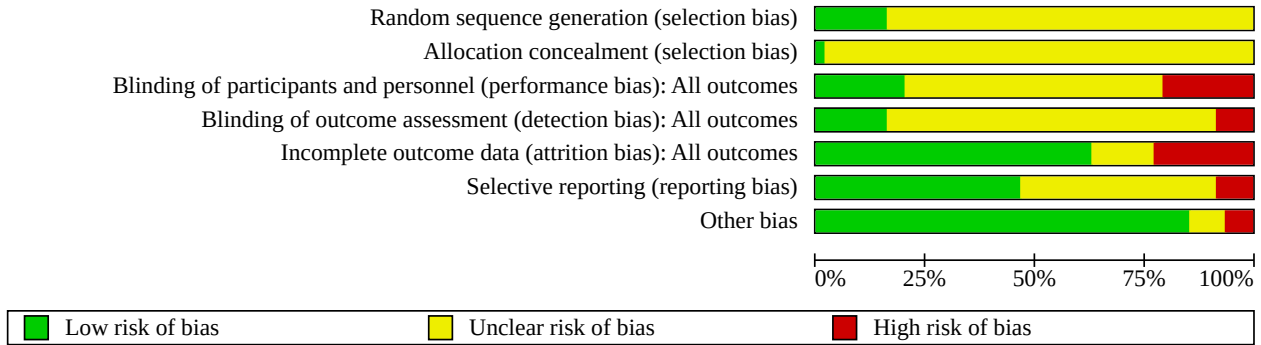 Random sequence generation (selection bias)
Allocation concealment (selection bias)
Blinding of participants and personnel (performance bias): All outcomes
Blinding of outcome assessment (detection bias): All outcomes
Incomplete outcome data (attrition bias): All outcomes
Selective reporting (reporting bias)
Other bias
0% 25% 50% 75% 100%
Low risk of bias Unclear risk of bias High risk of bias